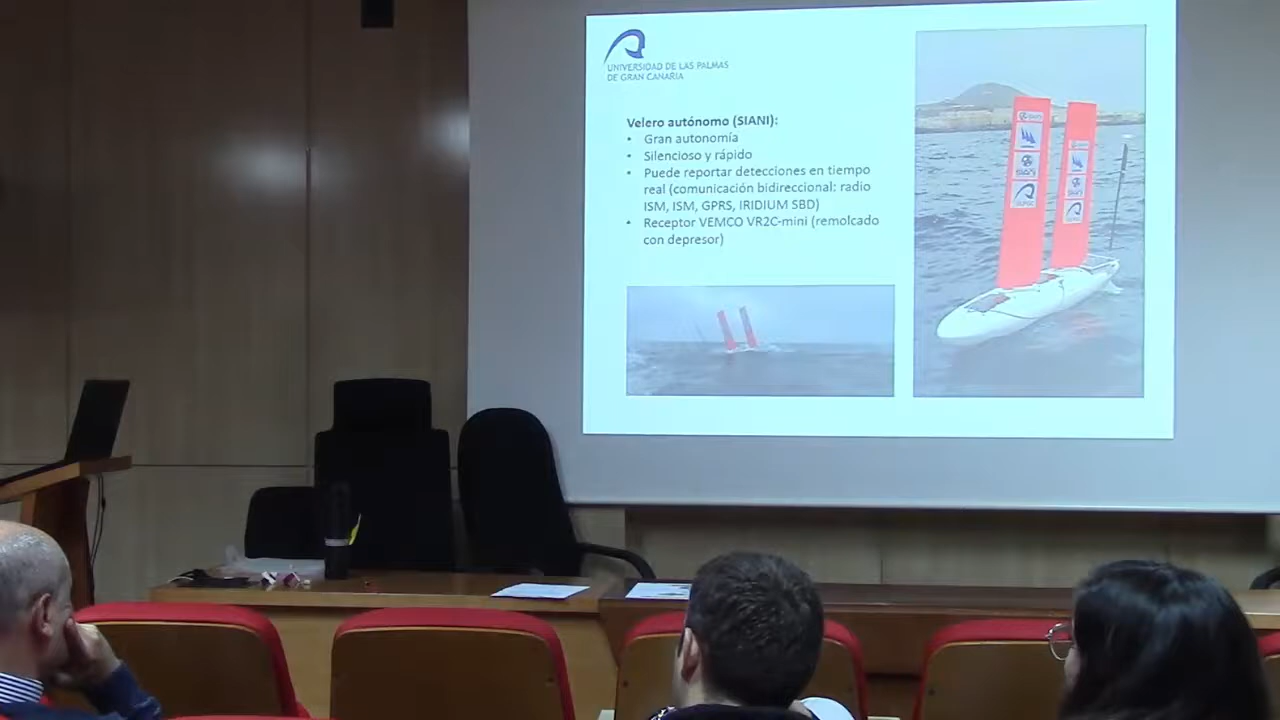 UNIVERSIDAD DE LAS PALMAS
DE GRAN CANARIA
Velero autónomo (SIANI):
• Gran autonomía
• Silencioso y rápido
• Puede reportar detecciones en tiempo
real (comunicación bidireccional: radio
ISM, ISM, GPRS, IRIDIUM SBD)
• Receptor VEMCO VR2C-mini (remolcado
con depresor)